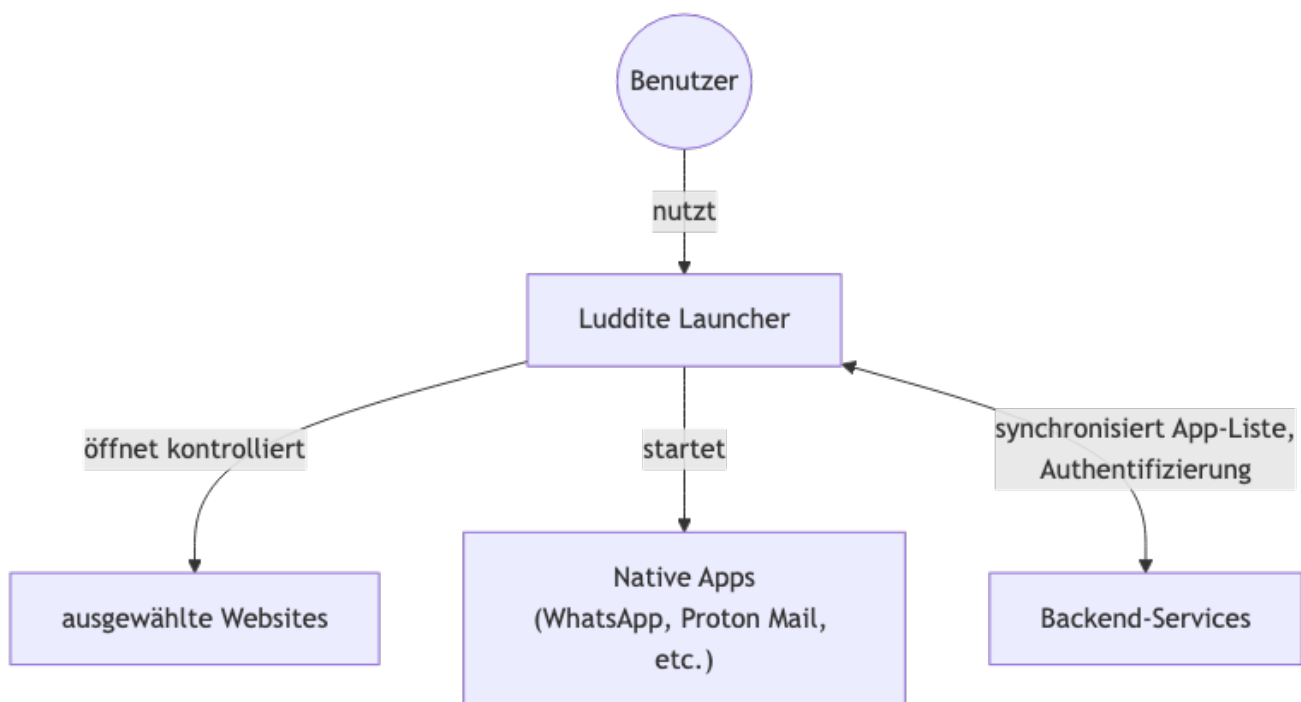 Benutzer
nutzt
Luddite Launcher
öffnet kontrolliert
startet
synchronisiert App-Liste,
Authentifizierung
ausgewählte Websites
Native Apps
(WhatsApp, Proton Mail,
etc.)
Backend-Services